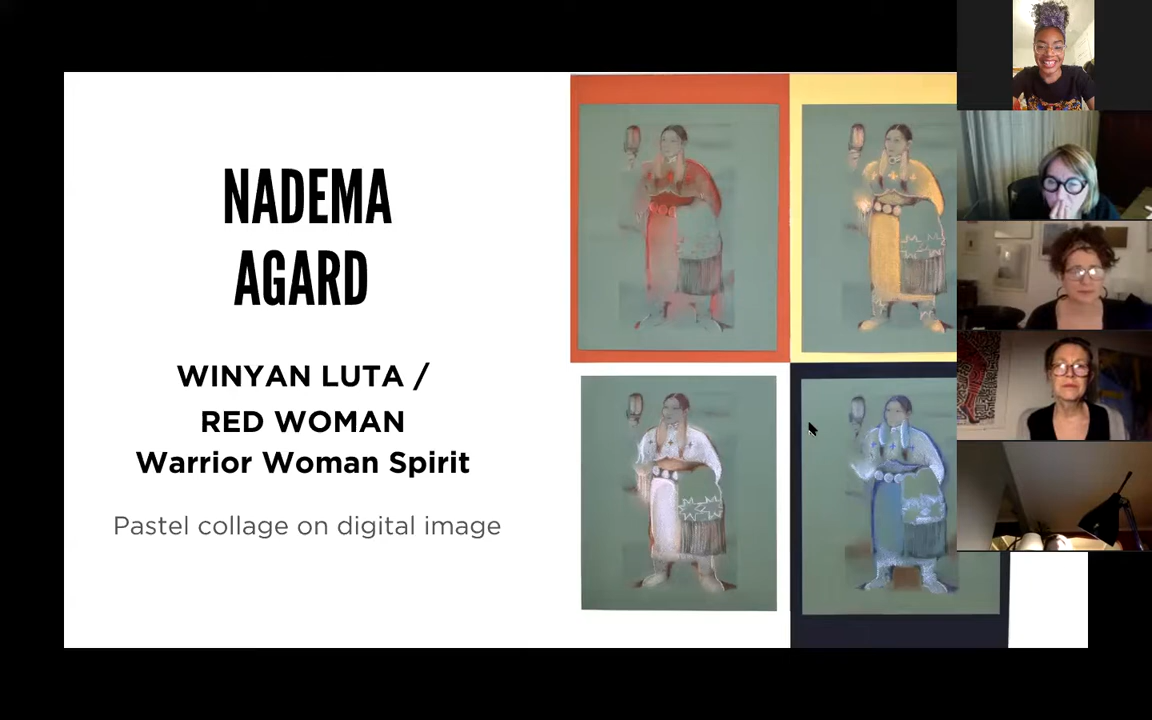 NADEMA
AGARD
WINYAN LUTA /
RED WOMAN
Warrior Woman Spirit
Pastel collage on digital image